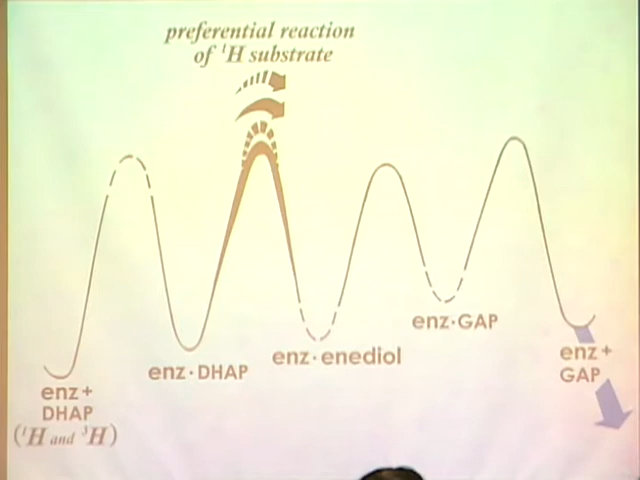 preferential reaction
of ¹H substrate
enz·GAP
enz·enediol
enz·DHAP
enz+
GAP
enz+
DHAP
(¹H and ³H)